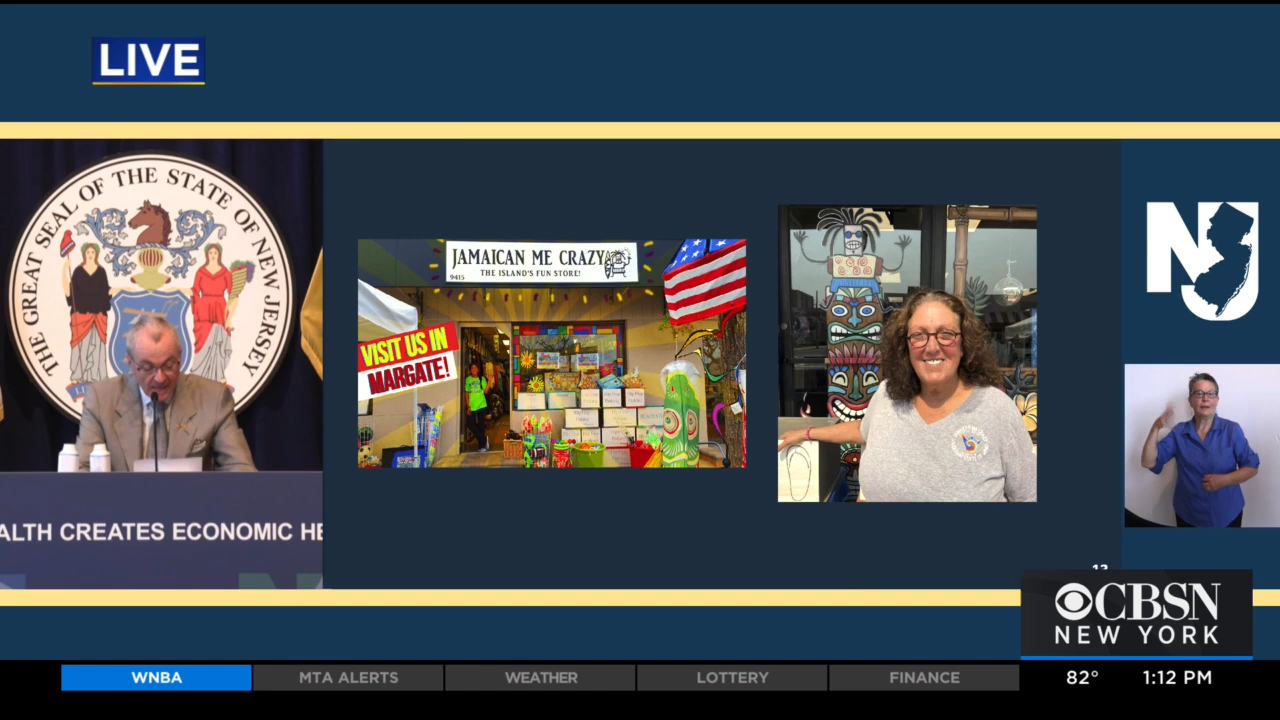 LIVE
THE GREAT SEAL OF THE STATE OF NEW JERSEY
ALTH CREATES ECONOMIC HE
JAMAICAN ME CRAZY
9415
THE ISLAND'S FUN STORE!
VISIT US IN
MARGATE!
NJ
13
CBSN
NEW YORK
WNBA
MTA ALERTS
WEATHER
LOTTERY
FINANCE
82°
1:12 PM